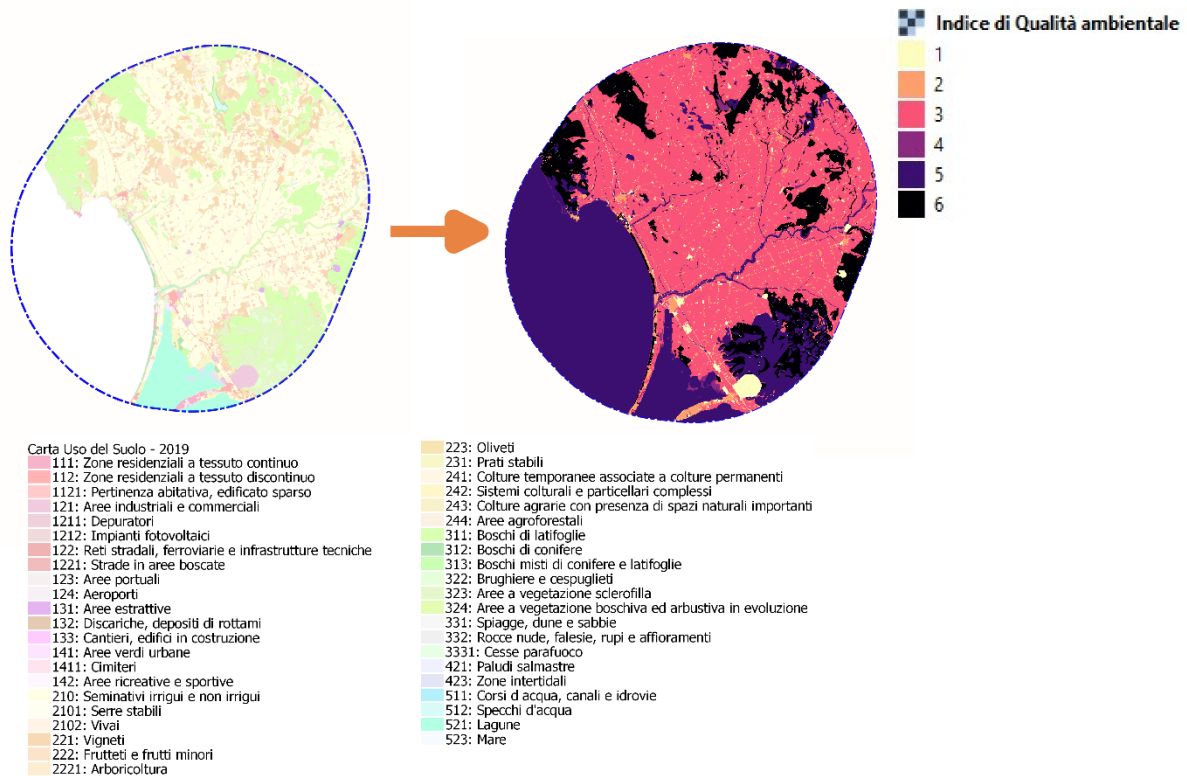 Indice di Qualità ambientale
1
2
3
4
5
6
Carta Uso del Suolo - 2019
111: Zone residenziali a tessuto continuo
112: Zone residenziali a tessuto discontinuo
1121: Pertinenza abitativa, edificato sparso
121: Aree industriali e commerciali
1211: Depuratori
1212: Impianti fotovoltaici
122: Reti stradali, ferroviarie e infrastrutture tecniche
1221: Strade in aree boscate
123: Aree portuali
124: Aeroporti
131: Aree estrattive
132: Discariche, depositi di rottami
133: Cantieri, edifici in costruzione
141: Aree verdi urbane
1411: Cimiteri
142: Aree ricreative e sportive
210: Seminativi irrigui e non irrigui
2101: Serre stabili
2102: Vivai
221: Vigneti
222: Frutteti e frutti minori
2221: Arboricoltura
223: Oliveti
231: Prati stabili
241: Colture temporanee associate a colture permanenti
242: Sistemi colturali e particellari complessi
243: Colture agrarie con presenza di spazi naturali importanti
244: Aree agroforestali
311: Boschi di latifoglie
312: Boschi di conifere
313: Boschi misti di conifere e latifoglie
322: Brughiere e cespuglieti
323: Aree a vegetazione sclerofilla
324: Aree a vegetazione boschiva ed arbustiva in evoluzione
331: Spiagge, dune e sabbie
332: Rocce nude, falesie, rupi e affioramenti
3331: Cesse parafuoco
421: Paludi salmastre
423: Zone intertidali
511: Corsi d acqua, canali e idrovie
512: Specchi d'acqua
521: Lagune
523: Mare